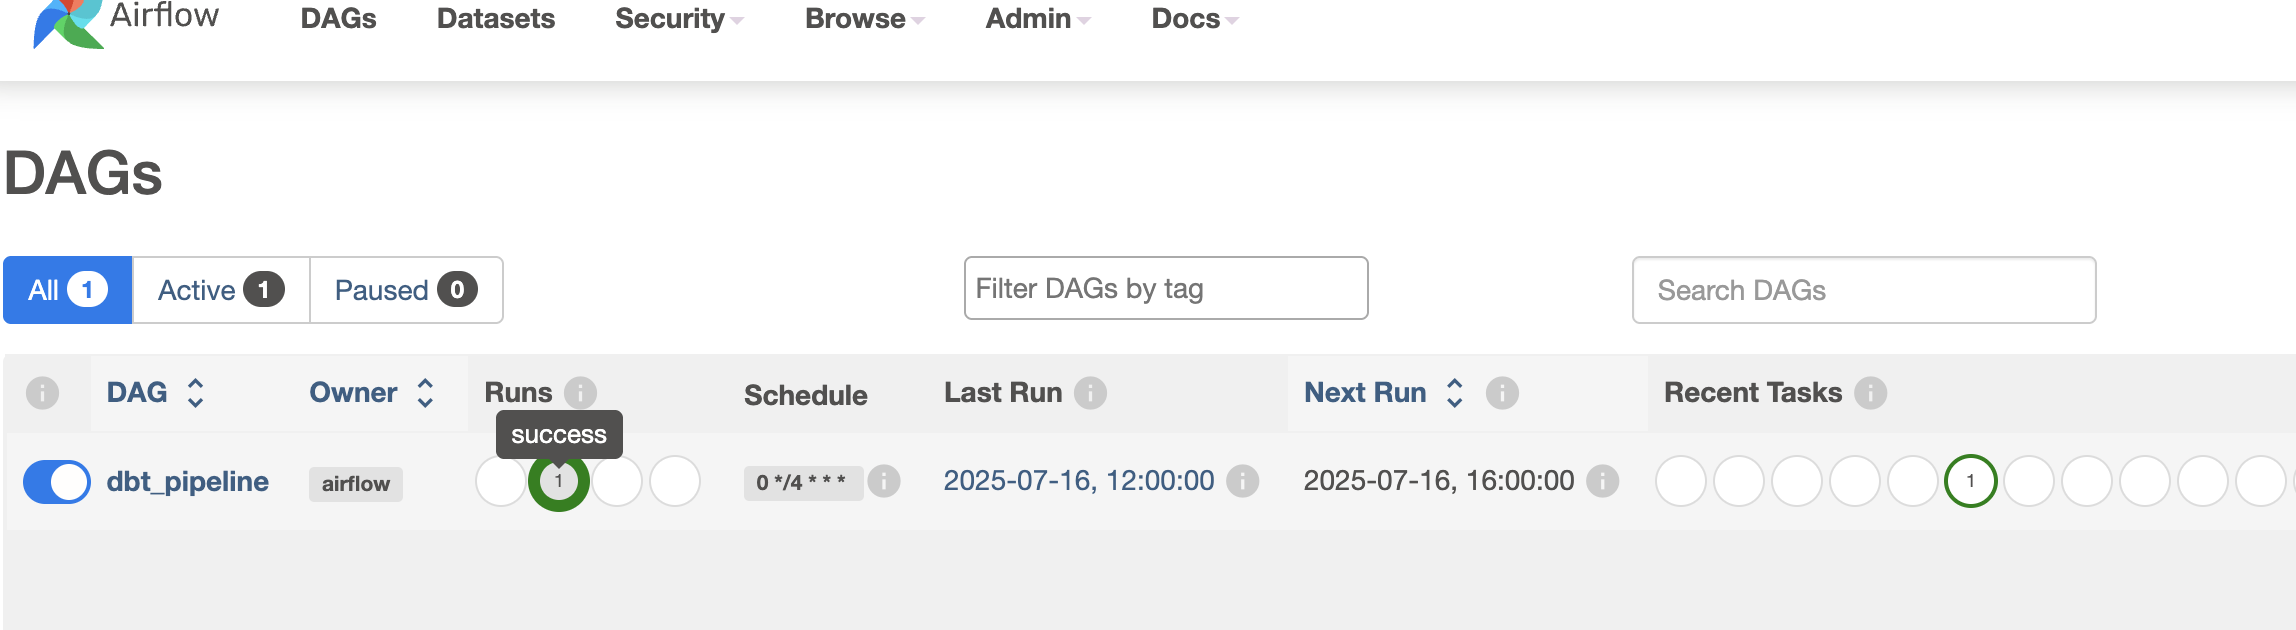 Airflow DAGs Datasets Security Browse Admin Docs
DAGs
All 1 Active 1 Paused 0 Filter DAGs by tag Search DAGs
i DAG Owner Runs i Schedule Last Run i Next Run i Recent Tasks i
success
dbt_pipeline airflow 1 0 */4 * * * i 2025-07-16, 12:00:00 i 2025-07-16, 16:00:00 i 1